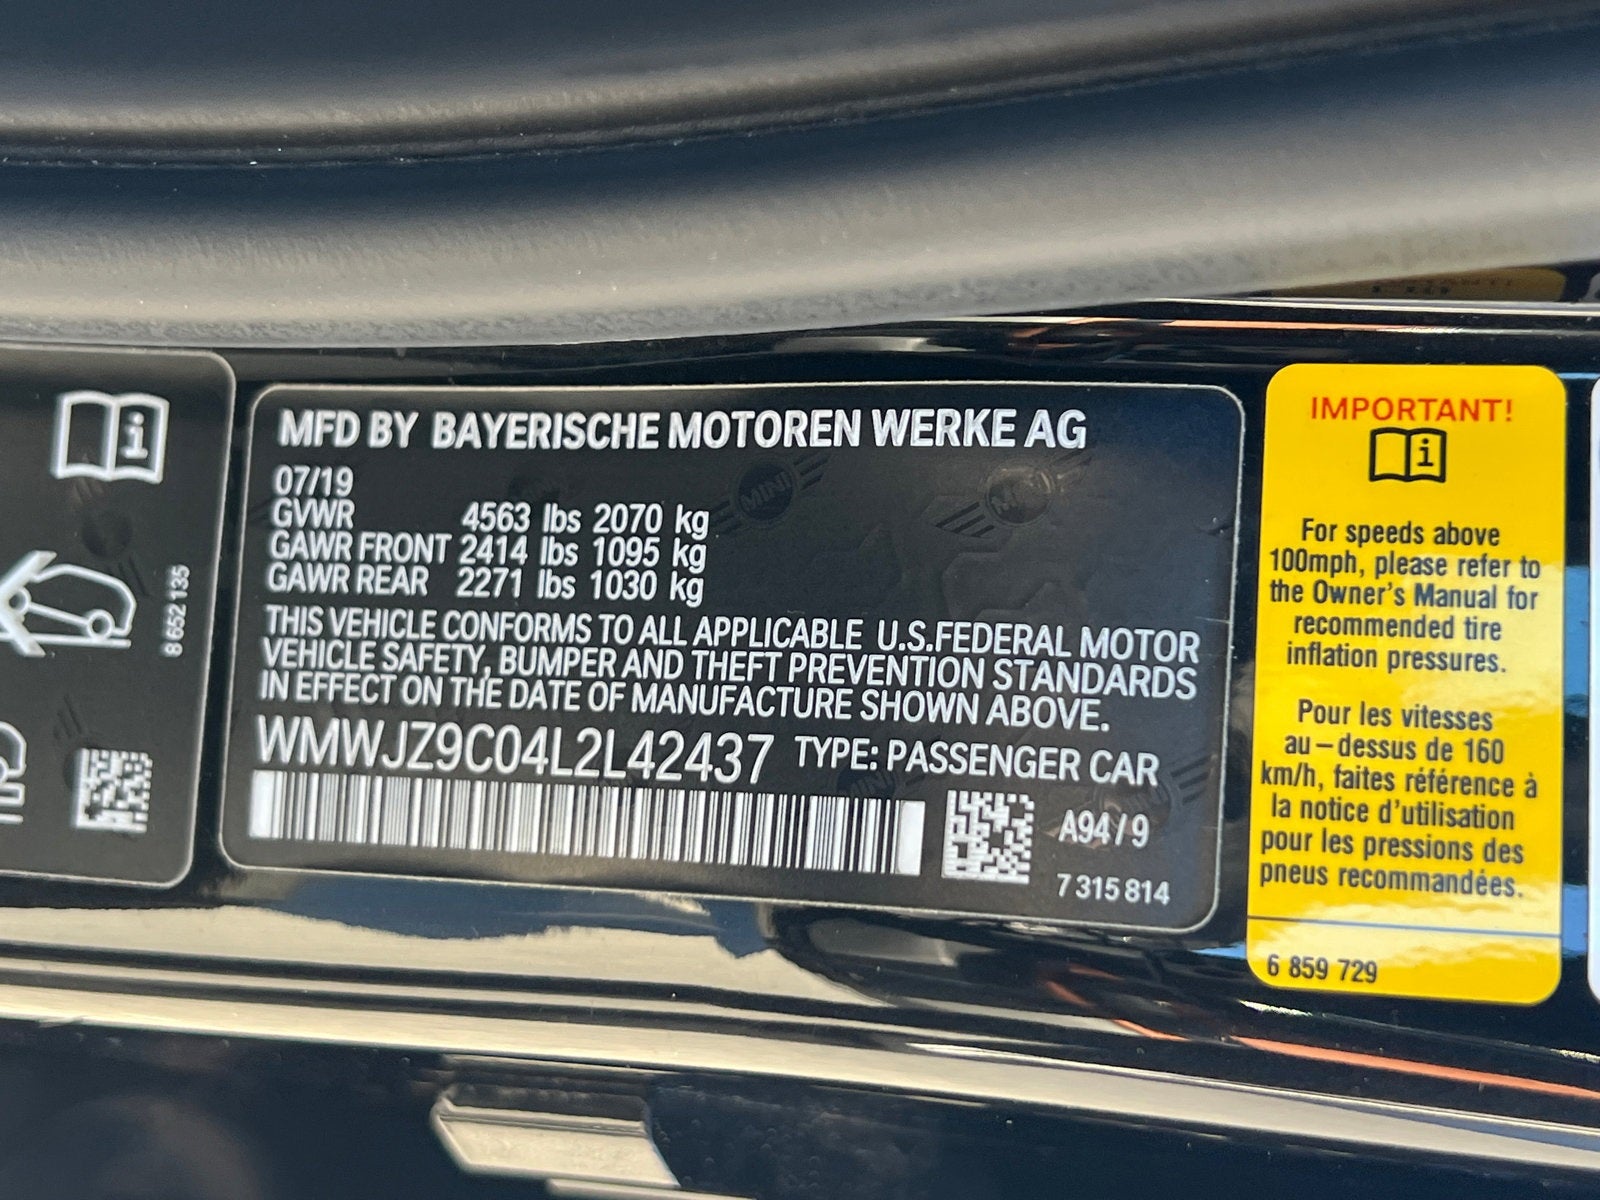 8 652 135
MFD BY BAYERISCHE MOTOREN WERKE AG
07/19
GVWR 4563 lbs 2070 kg
GAWR FRONT 2414 lbs 1095 kg
GAWR REAR 2271 lbs 1030 kg
THIS VEHICLE CONFORMS TO ALL APPLICABLE U.S.FEDERAL MOTOR
VEHICLE SAFETY, BUMPER AND THEFT PREVENTION STANDARDS
IN EFFECT ON THE DATE OF MANUFACTURE SHOWN ABOVE.
WMWJZ9C04L2L42437 TYPE: PASSENGER CAR
A94/9
7 315 814
MINI
MINI
MINI
IMPORTANT!
For speeds above
100mph, please refer to
the Owner's Manual for
recommended tire
inflation pressures.
Pour les vitesses
au-dessus de 160
km/h, faites référence à
la notice d'utilisation
pour les pressions des
pneus recommandées.
6 859 729